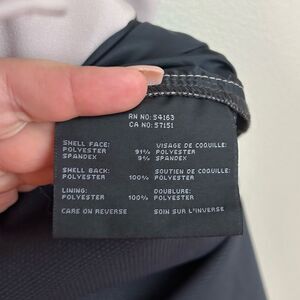 RN NO: 54163
CA NO: 57151
SHELL FACE: VISAGE DE COQUILLE:
POLYESTER 91% POLYESTER
SPANDEX 9% SPANDEX
SHELL BACK: SOUTIEN DE COQUILLE:
POLYESTER 100% POLYESTER
LINING: DOUBLURE:
POLYESTER 100% POLYESTER
CARE ON REVERSE SOIN SUR L'INVERSE